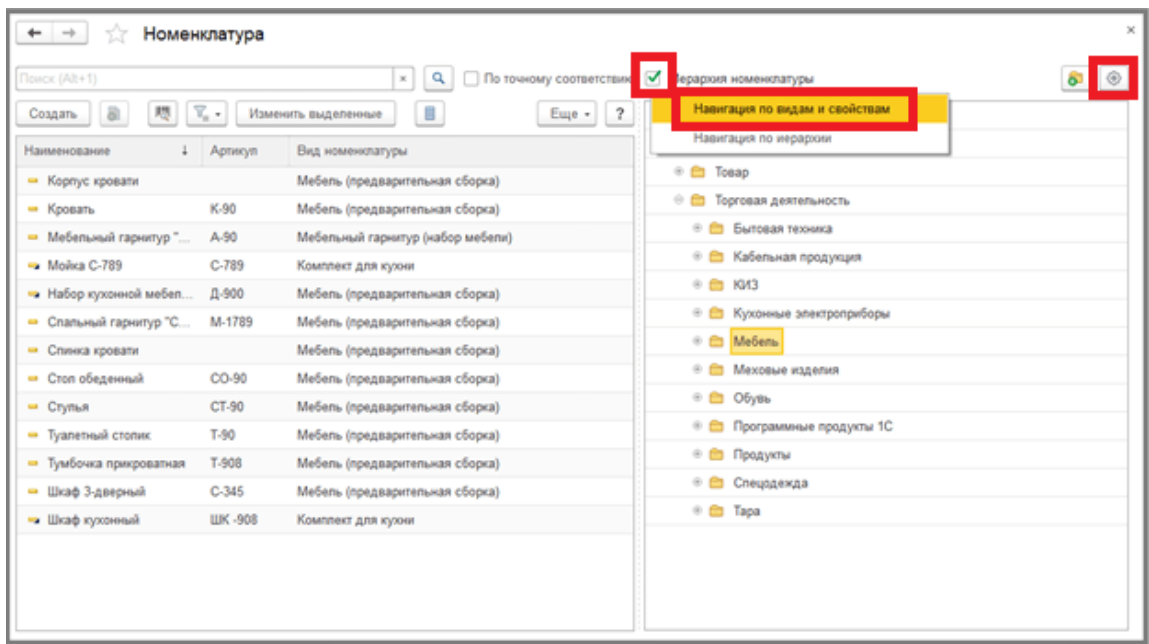 Номенклатура
Поиск (Alt+1)
По точному соответствию
Иерархия номенклатуры
Создать
Изменить выделенные
Еще
?
Навигация по видам и свойствам
Навигация по иерархии
Наименование ↓ Артикул Вид номенклатуры
Корпус кровати Мебель (предварительная сборка)
Кровать К-90 Мебель (предварительная сборка)
Мебельный гарнитур "... А-90 Мебельный гарнитур (набор мебели)
Мойка С-789 С-789 Комплект для кухни
Набор кухонной мебел... Д-900 Мебель (предварительная сборка)
Спальный гарнитур "С... М-1789 Мебель (предварительная сборка)
Спинка кровати Мебель (предварительная сборка)
Стол обеденный СО-90 Мебель (предварительная сборка)
Стулья СТ-90 Мебель (предварительная сборка)
Туалетный столик Т-90 Мебель (предварительная сборка)
Тумбочка прикроватная Т-908 Мебель (предварительная сборка)
Шкаф 3-дверный С-345 Мебель (предварительная сборка)
Шкаф кухонный ШК -908 Комплект для кухни
Товар
Торговая деятельность
Бытовая техника
Кабельная продукция
КИЗ
Кухонные электроприборы
Мебель
Меховые изделия
Обувь
Программные продукты 1С
Продукты
Спецодежда
Тара